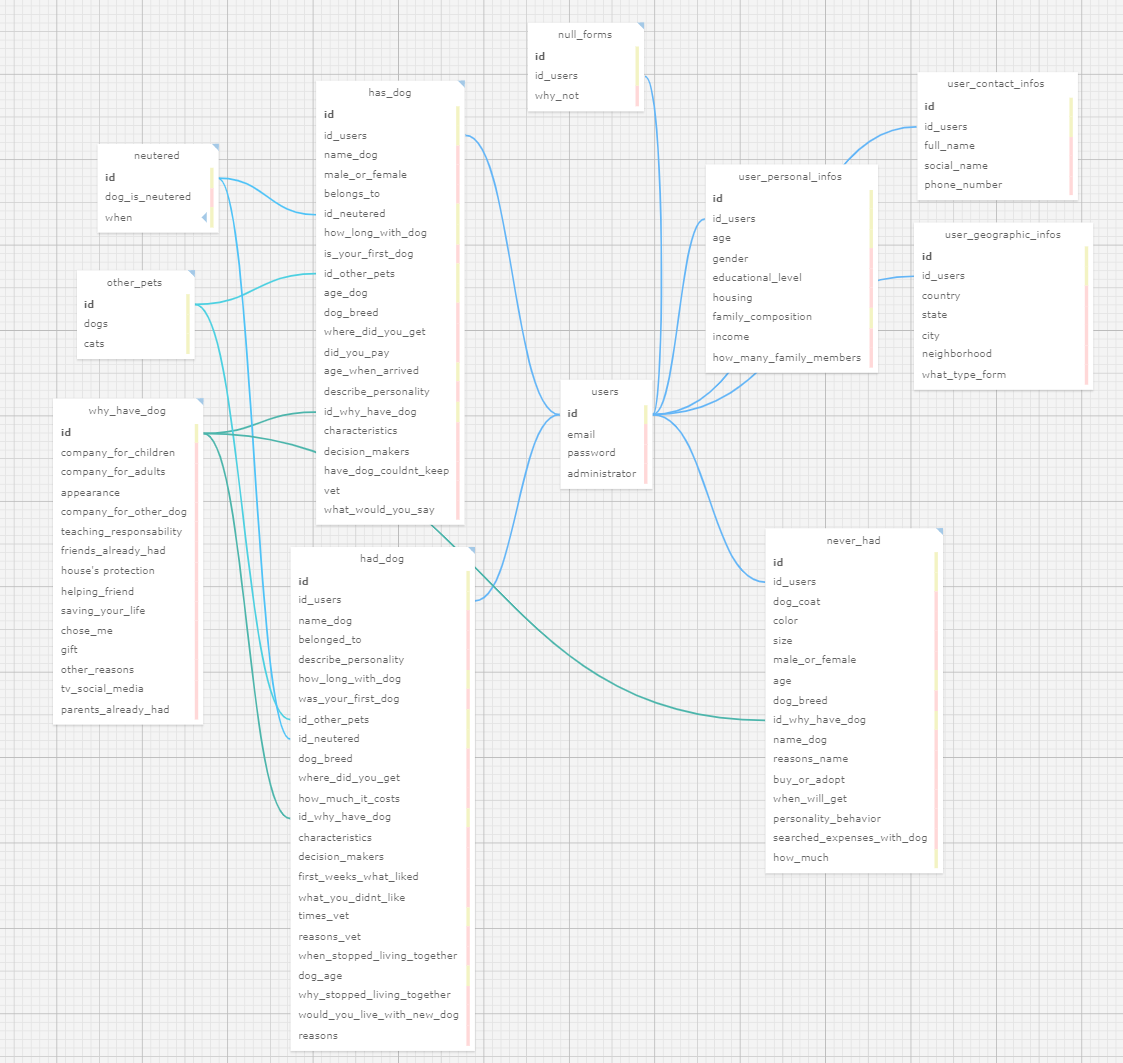 null_forms
id
id_users
why_not
has_dog
id
id_users
name_dog
male_or_female
belongs_to
id_neutered
how_long_with_dog
is_your_first_dog
id_other_pets
age_dog
dog_breed
where_did_you_get
did_you_pay
age_when_arrived
describe_personality
id_why_have_dog
characteristics
decision_makers
have_dog_couldnt_keep
vet
what_would_you_say
user_contact_infos
id
id_users
full_name
social_name
phone_number
neutered
id
dog_is_neutered
when
user_personal_infos
id
id_users
age
gender
educational_level
housing
family_composition
income
how_many_family_members
user_geographic_infos
id
id_users
country
state
city
neighborhood
what_type_form
other_pets
id
dogs
cats
users
id
email
password
administrator
why_have_dog
id
company_for_children
company_for_adults
appearance
company_for_other_dog
teaching_responsability
friends_already_had
house's protection
helping_friend
saving_your_life
chose_me
gift
other_reasons
tv_social_media
parents_already_had
had_dog
id
id_users
name_dog
belonged_to
describe_personality
how_long_with_dog
was_your_first_dog
id_other_pets
id_neutered
dog_breed
where_did_you_get
how_much_it_costs
id_why_have_dog
characteristics
decision_makers
first_weeks_what_liked
what_you_didnt_like
times_vet
reasons_vet
when_stopped_living_together
dog_age
why_stopped_living_together
would_you_live_with_new_dog
reasons
never_had
id
id_users
dog_coat
color
size
male_or_female
age
dog_breed
id_why_have_dog
name_dog
reasons_name
buy_or_adopt
when_will_get
personality_behavior
searched_expenses_with_dog
how_much